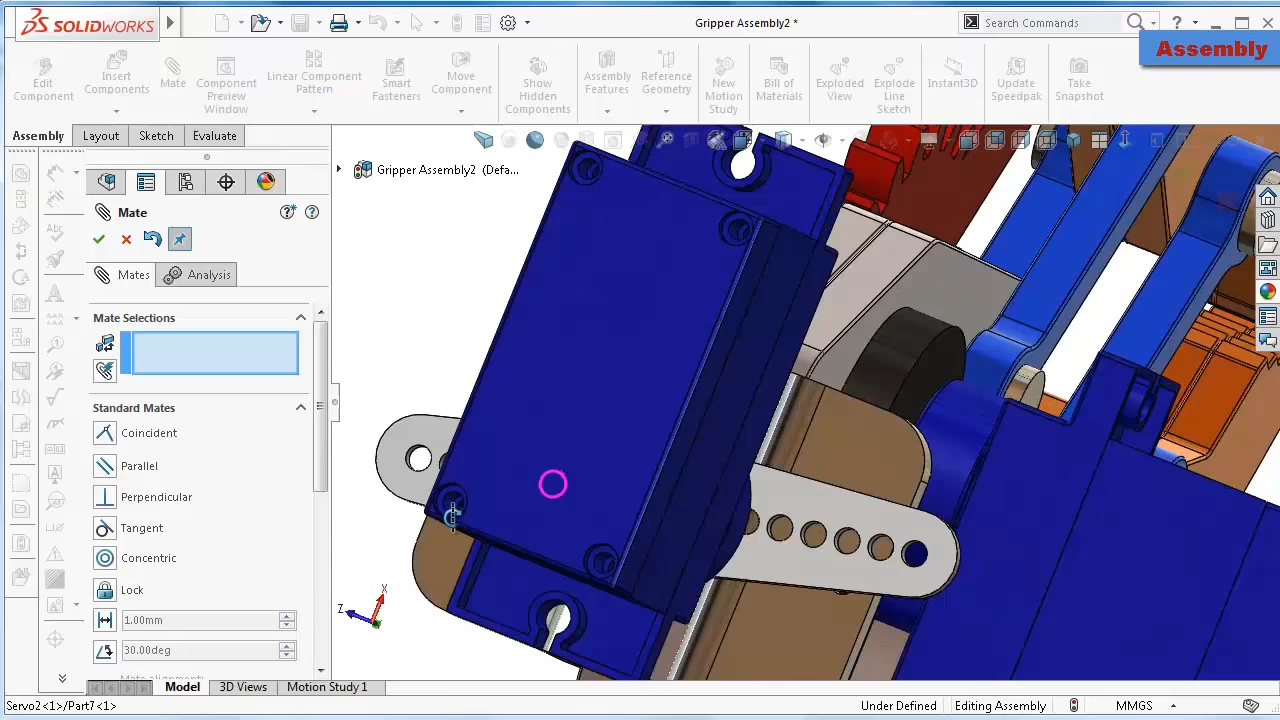 SOLIDWORKS
Gripper Assembly2 *
Search Commands
?
Assembly
Edit Component
Insert Components
Mate
Component Preview Window
Linear Component Pattern
Smart Fasteners
Move Component
Show Hidden Components
Assembly Features
Reference Geometry
New Motion Study
Bill of Materials
Exploded View
Explode Line Sketch
Instant3D
Update Speedpak
Take Snapshot
Assembly
Layout
Sketch
Evaluate
Gripper Assembly2 (Defa...
Mate
Mates
Analysis
Mate Selections
Standard Mates
Coincident
Parallel
Perpendicular
Tangent
Concentric
Lock
1.00mm
30.00deg
Mate alignment:
Abc
A
X
Z
Model
3D Views
Motion Study 1
Servo2<1>/Part7<1>
Under Defined
Editing Assembly
MMGS